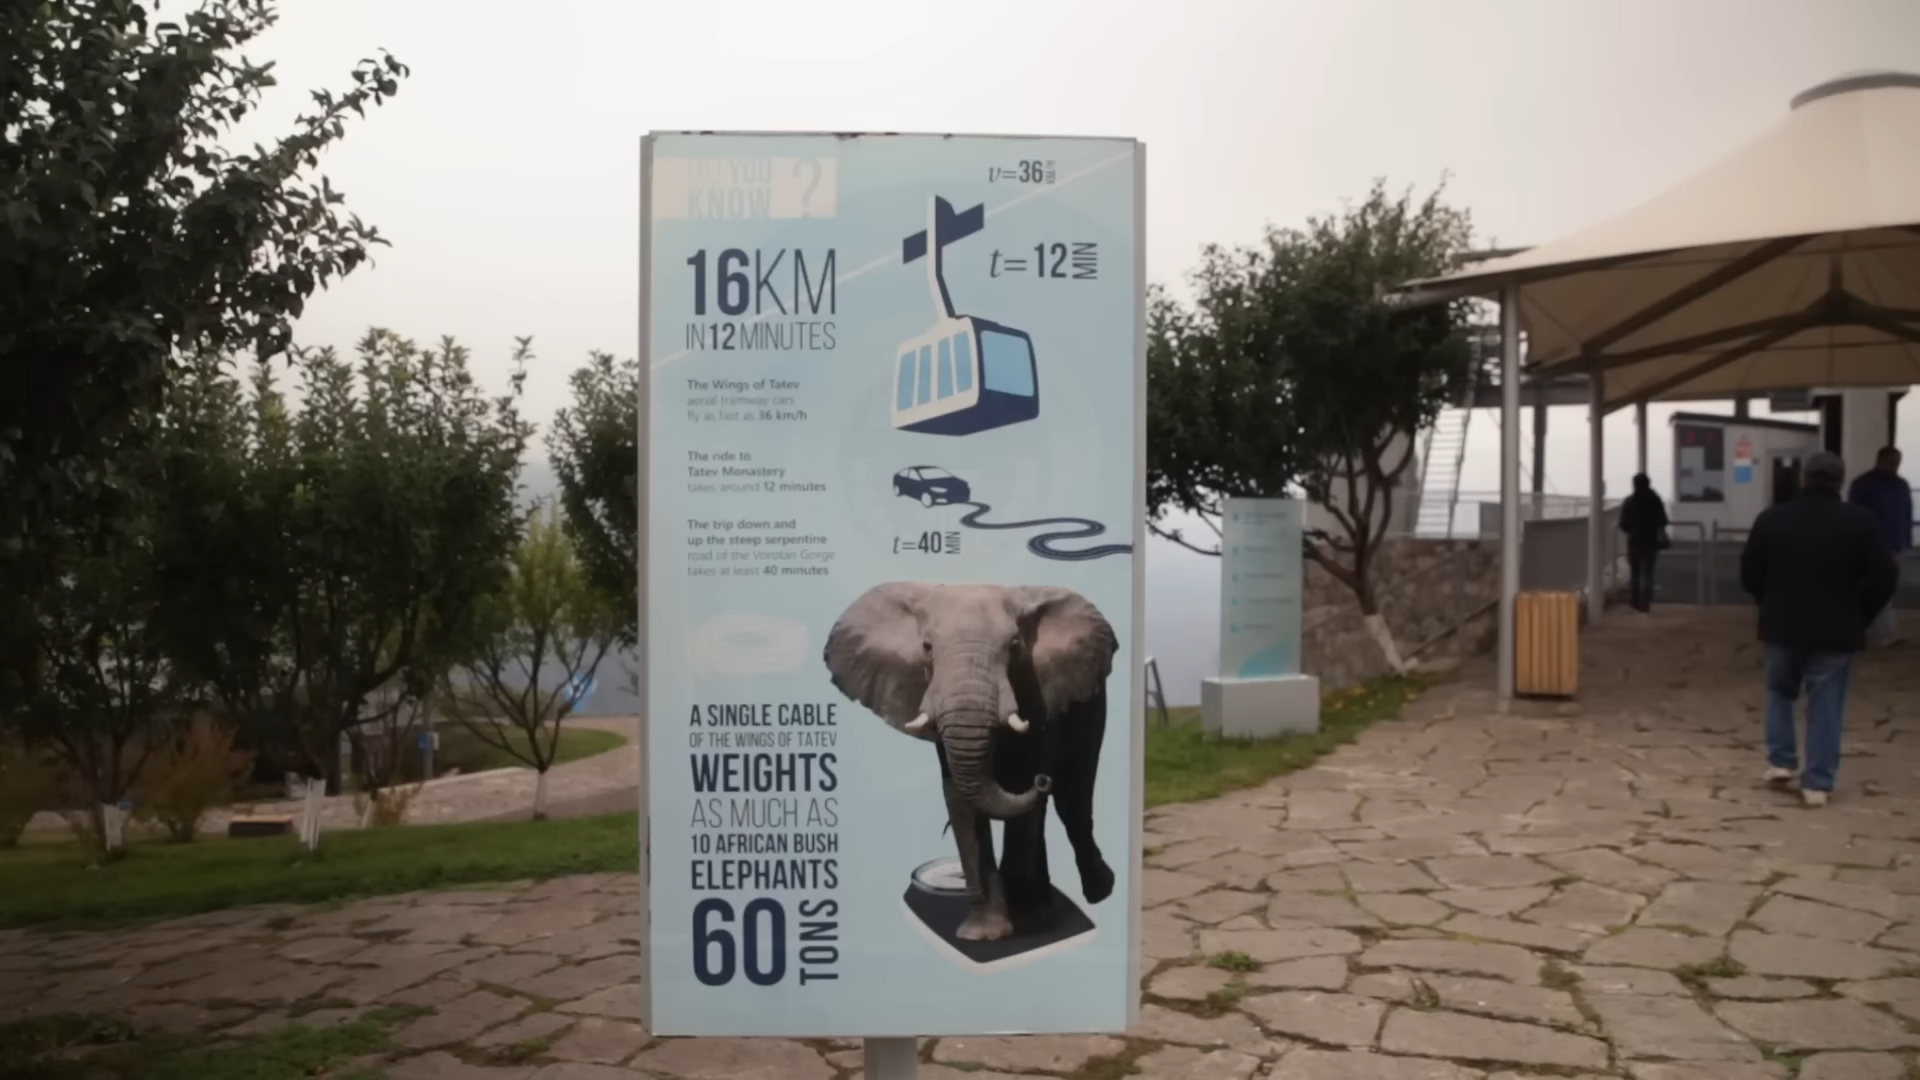 DID YOU
KNOW ?
16KM
IN 12 MINUTES
The Wings of Tatev
aerial tramway cars
fly as fast as 36 km/h
The ride to
Tatev Monastery
takes around 12 minutes
The trip down and
up the steep serpentine
road of the Vorotan Gorge
takes at least 40 minutes
v=36 KM/H
t=12 MIN
t=40 MIN
A SINGLE CABLE
OF THE WINGS OF TATEV
WEIGHTS
AS MUCH AS
10 AFRICAN BUSH
ELEPHANTS
60 TONS